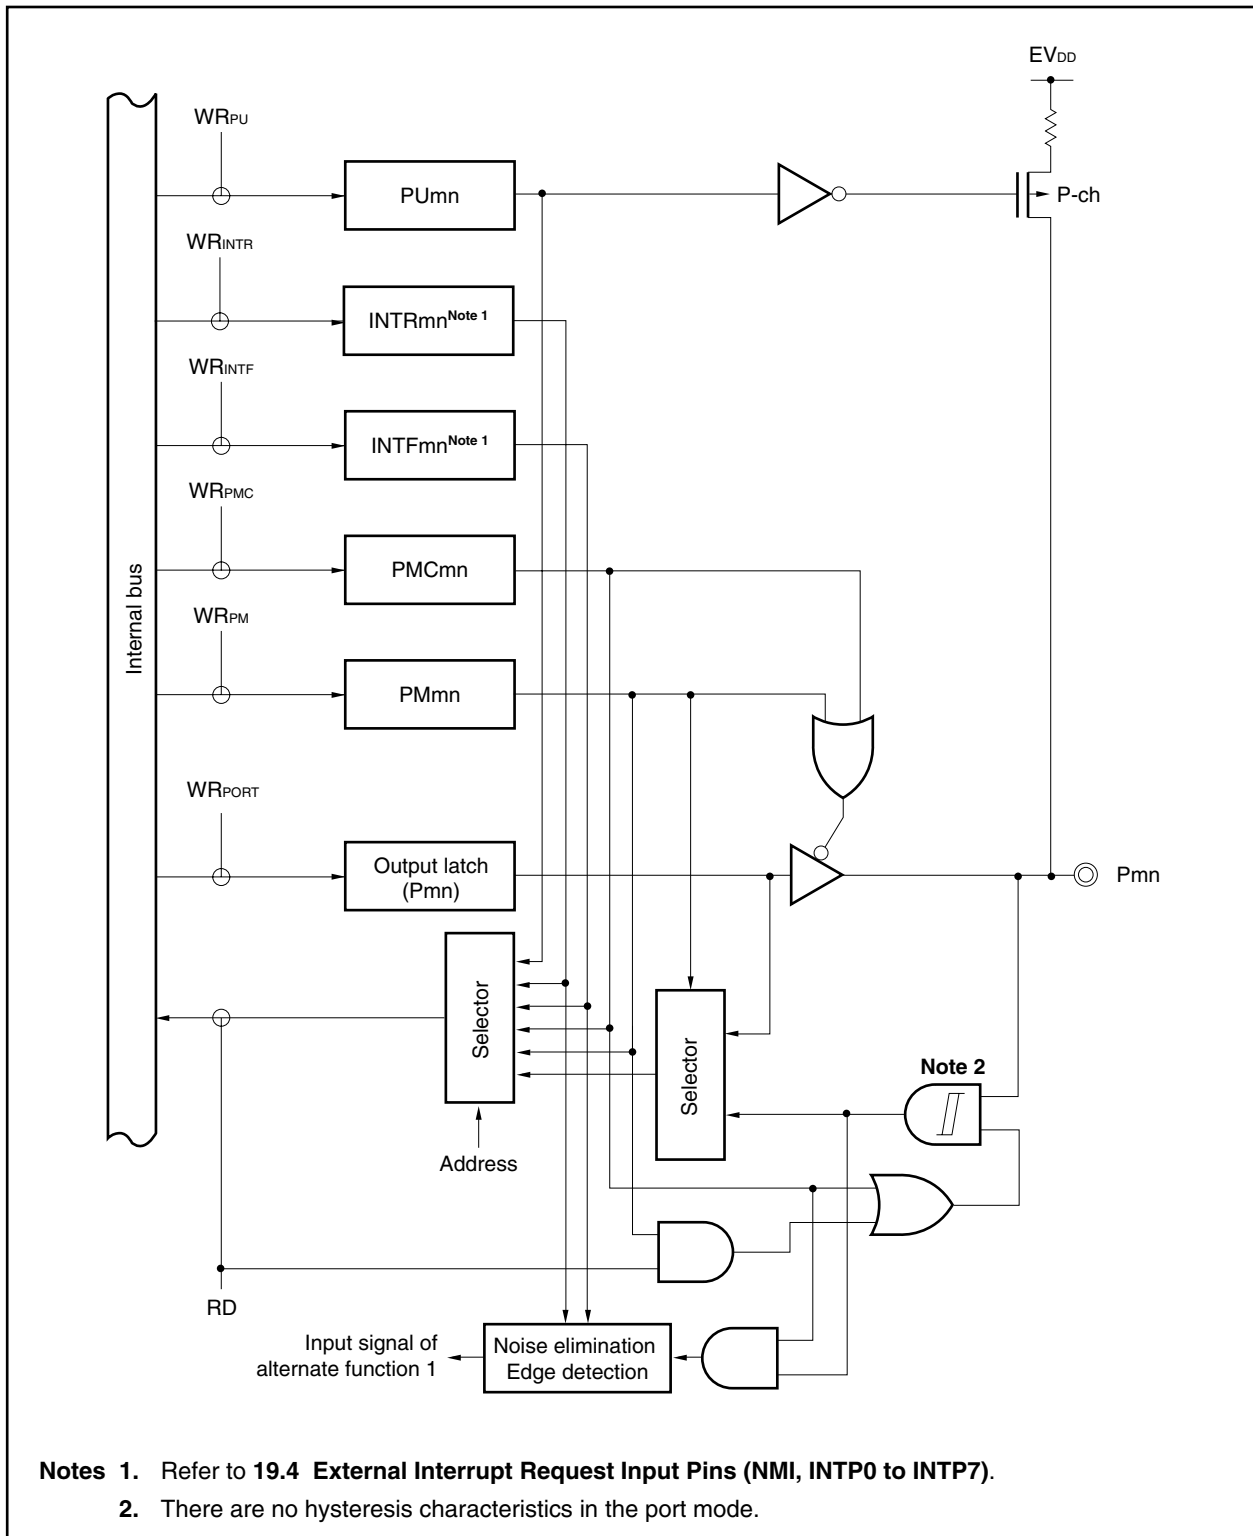 EVDD
WRPU
PUmn
P-ch
WRINTR
INTRmnNote 1
WRINTF
INTFmnNote 1
WRPMC
PMCmn
Internal bus
WRPM
PMmn
WRPORT
Output latch
(Pmn)
Pmn
Selector
Selector
Note 2
Address
RD
Input signal of
alternate function 1
Noise elimination
Edge detection
Notes 1. Refer to 19.4 External Interrupt Request Input Pins (NMI, INTP0 to INTP7).
2. There are no hysteresis characteristics in the port mode.